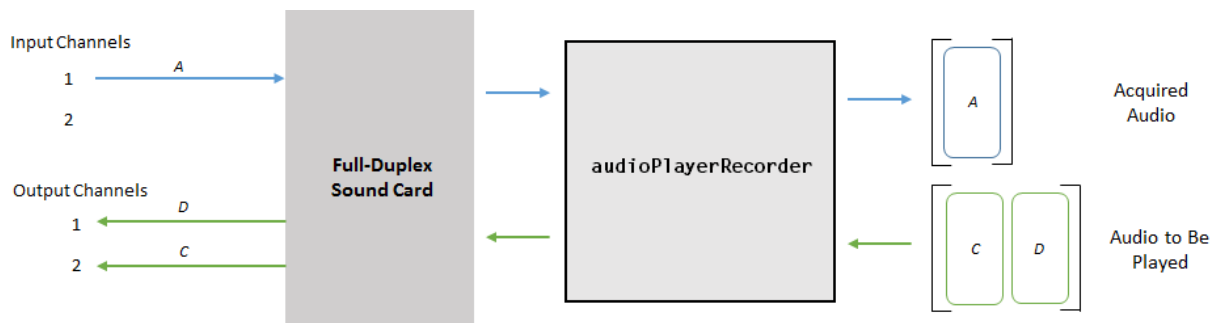 Input Channels
1
A
2
Output Channels
1
D
2
C
Full-Duplex
Sound Card
audioPlayerRecorder
A
Acquired
Audio
C
D
Audio to Be
Played